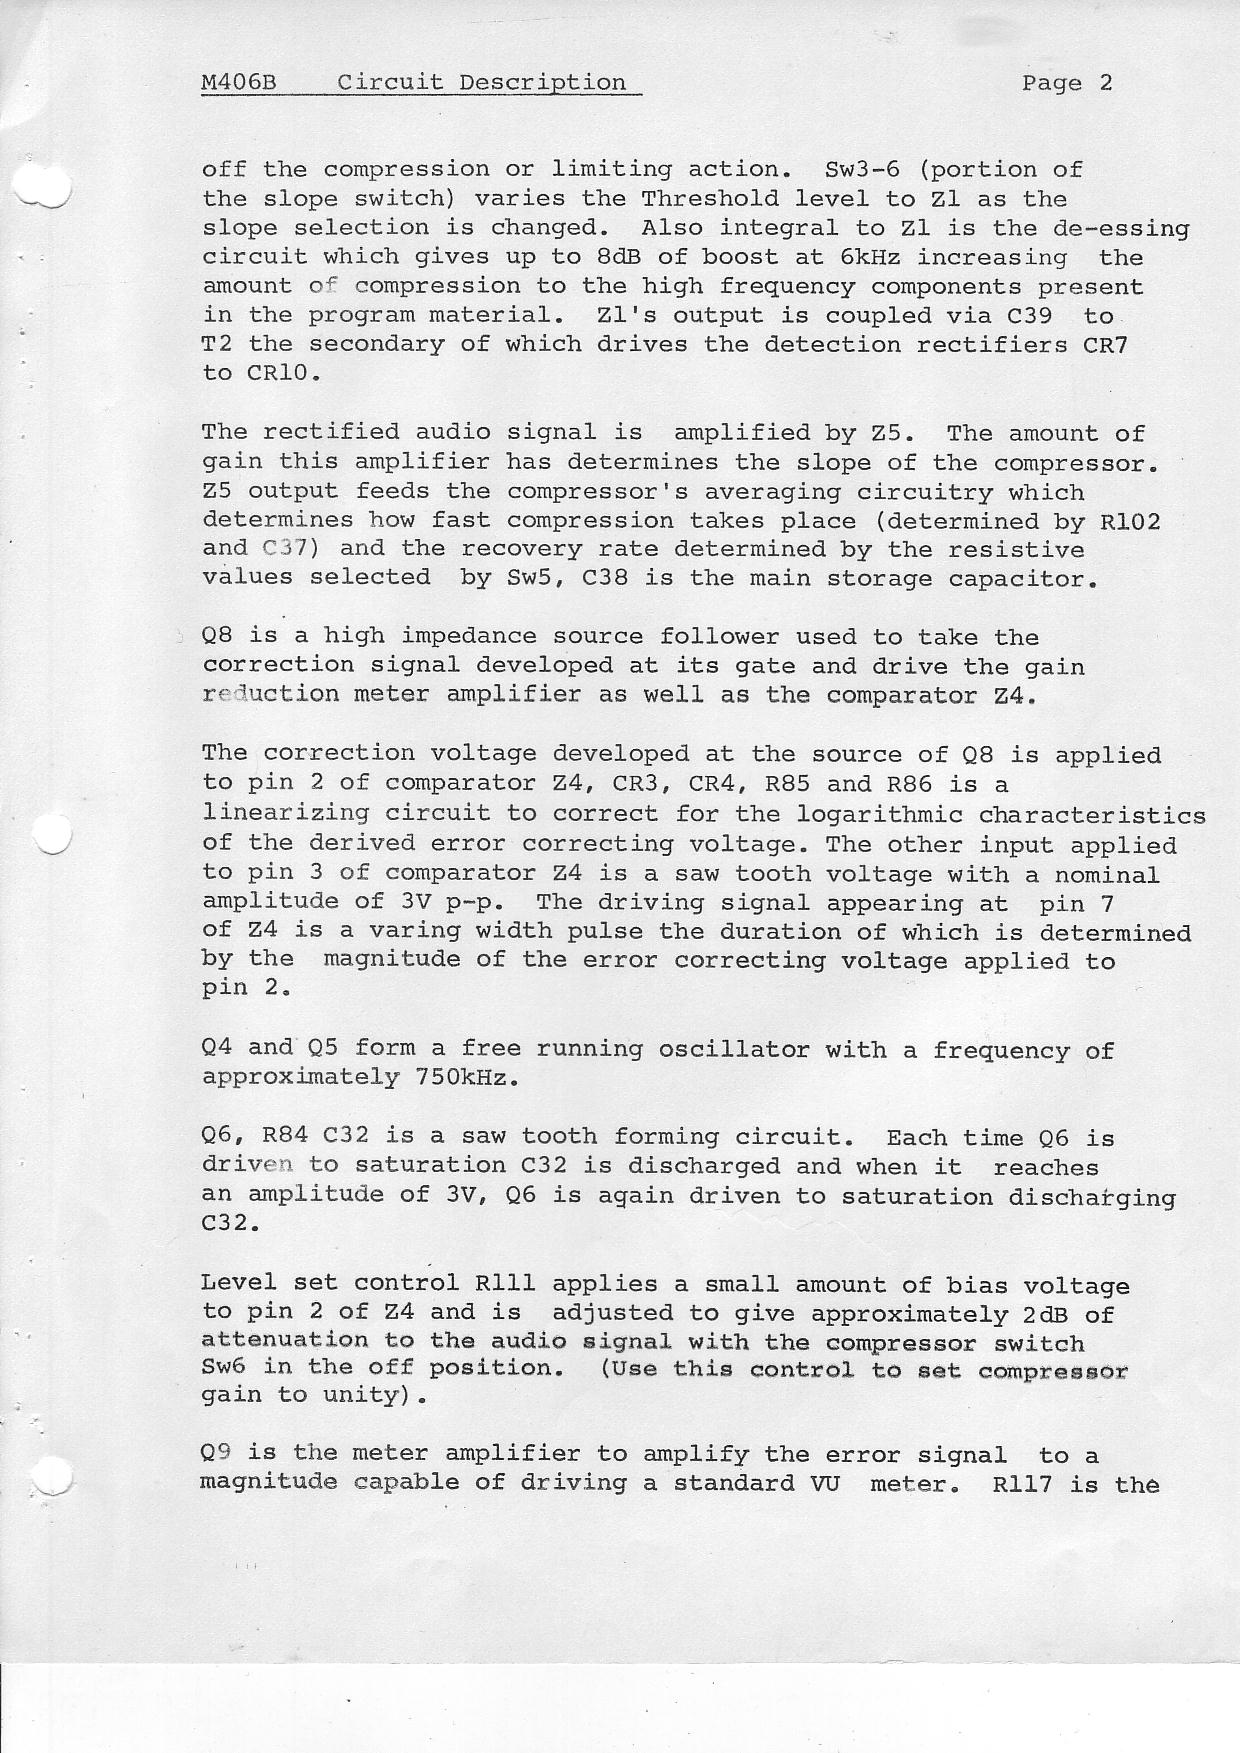 M406B    Circuit Description    Page 2
off the compression or limiting action.  Sw3-6 (portion of
the slope switch) varies the Threshold level to Z1 as the
slope selection is changed.  Also integral to Z1 is the de-essing
circuit which gives up to 8dB of boost at 6kHz increasing  the
amount of compression to the high frequency components present
in the program material.  Z1's output is coupled via C39  to
T2 the secondary of which drives the detection rectifiers CR7
to CR10.
The rectified audio signal is  amplified by Z5.  The amount of
gain this amplifier has determines the slope of the compressor.
Z5 output feeds the compressor's averaging circuitry which
determines how fast compression takes place (determined by R102
and C37) and the recovery rate determined by the resistive
values selected  by Sw5, C38 is the main storage capacitor.
Q8 is a high impedance source follower used to take the
correction signal developed at its gate and drive the gain
reduction meter amplifier as well as the comparator Z4.
The correction voltage developed at the source of Q8 is applied
to pin 2 of comparator Z4, CR3, CR4, R85 and R86 is a
linearizing circuit to correct for the logarithmic characteristics
of the derived error correcting voltage. The other input applied
to pin 3 of comparator Z4 is a saw tooth voltage with a nominal
amplitude of 3V p-p.  The driving signal appearing at  pin 7
of Z4 is a varing width pulse the duration of which is determined
by the  magnitude of the error correcting voltage applied to
pin 2.
Q4 and Q5 form a free running oscillator with a frequency of
approximately 750kHz.
Q6, R84 C32 is a saw tooth forming circuit.  Each time Q6 is
driven to saturation C32 is discharged and when it  reaches
an amplitude of 3V, Q6 is again driven to saturation discharging
C32.
Level set control R111 applies a small amount of bias voltage
to pin 2 of Z4 and is  adjusted to give approximately 2dB of
attenuation to the audio signal with the compressor switch
Sw6 in the off position.  (Use this control to set compressor
gain to unity).
Q9 is the meter amplifier to amplify the error signal  to a
magnitude capable of driving a standard VU  meter.  R117 is the